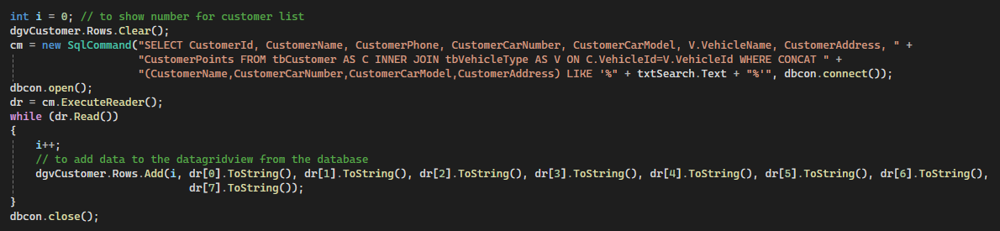 int i = 0; // to show number for customer list
dgvCustomer.Rows.Clear();
cm = new SqlCommand("SELECT CustomerId, CustomerName, CustomerPhone, CustomerCarNumber, CustomerCarModel, V.VehicleName, CustomerAddress, " +
"CustomerPoints FROM tbCustomer AS C INNER JOIN tbVehicleType AS V ON C.VehicleId=V.VehicleId WHERE CONCAT " +
"(CustomerName,CustomerCarNumber,CustomerCarModel,CustomerAddress) LIKE '%" + txtSearch.Text + "%'", dbcon.connect());
dbcon.open();
dr = cm.ExecuteReader();
while (dr.Read())
{
i++;
// to add data to the datagridview from the database
dgvCustomer.Rows.Add(i, dr[0].ToString(), dr[1].ToString(), dr[2].ToString(), dr[3].ToString(), dr[4].ToString(), dr[5].ToString(), dr[6].ToString(),
dr[7].ToString());
}
dbcon.close();